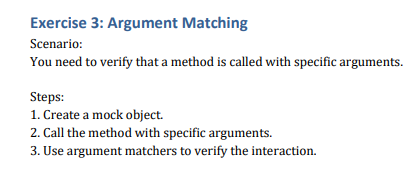 Exercise 3: Argument Matching
Scenario:
You need to verify that a method is called with specific arguments.
Steps:
1. Create a mock object.
2. Call the method with specific arguments.
3. Use argument matchers to verify the interaction.